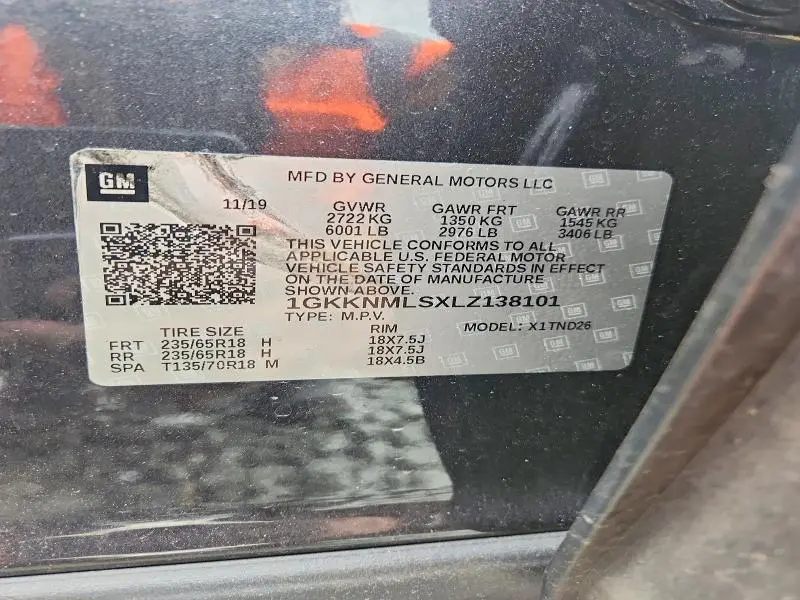 GM
MFD BY GENERAL MOTORS LLC
11/19 GVWR GAWR FRT GAWR RR
2722 KG 1350 KG 1545 KG
6001 LB 2976 LB 3406 LB
THIS VEHICLE CONFORMS TO ALL
APPLICABLE U.S. FEDERAL MOTOR
VEHICLE SAFETY STANDARDS IN EFFECT
ON THE DATE OF MANUFACTURE
SHOWN ABOVE.
1GKKNMLSXLZ138101
TYPE: M.P.V. MODEL: X1TND26
TIRE SIZE RIM
FRT 235/65R18 H 18X7.5J
RR 235/65R18 H 18X7.5J
SPA T135/70R18 M 18X4.5B